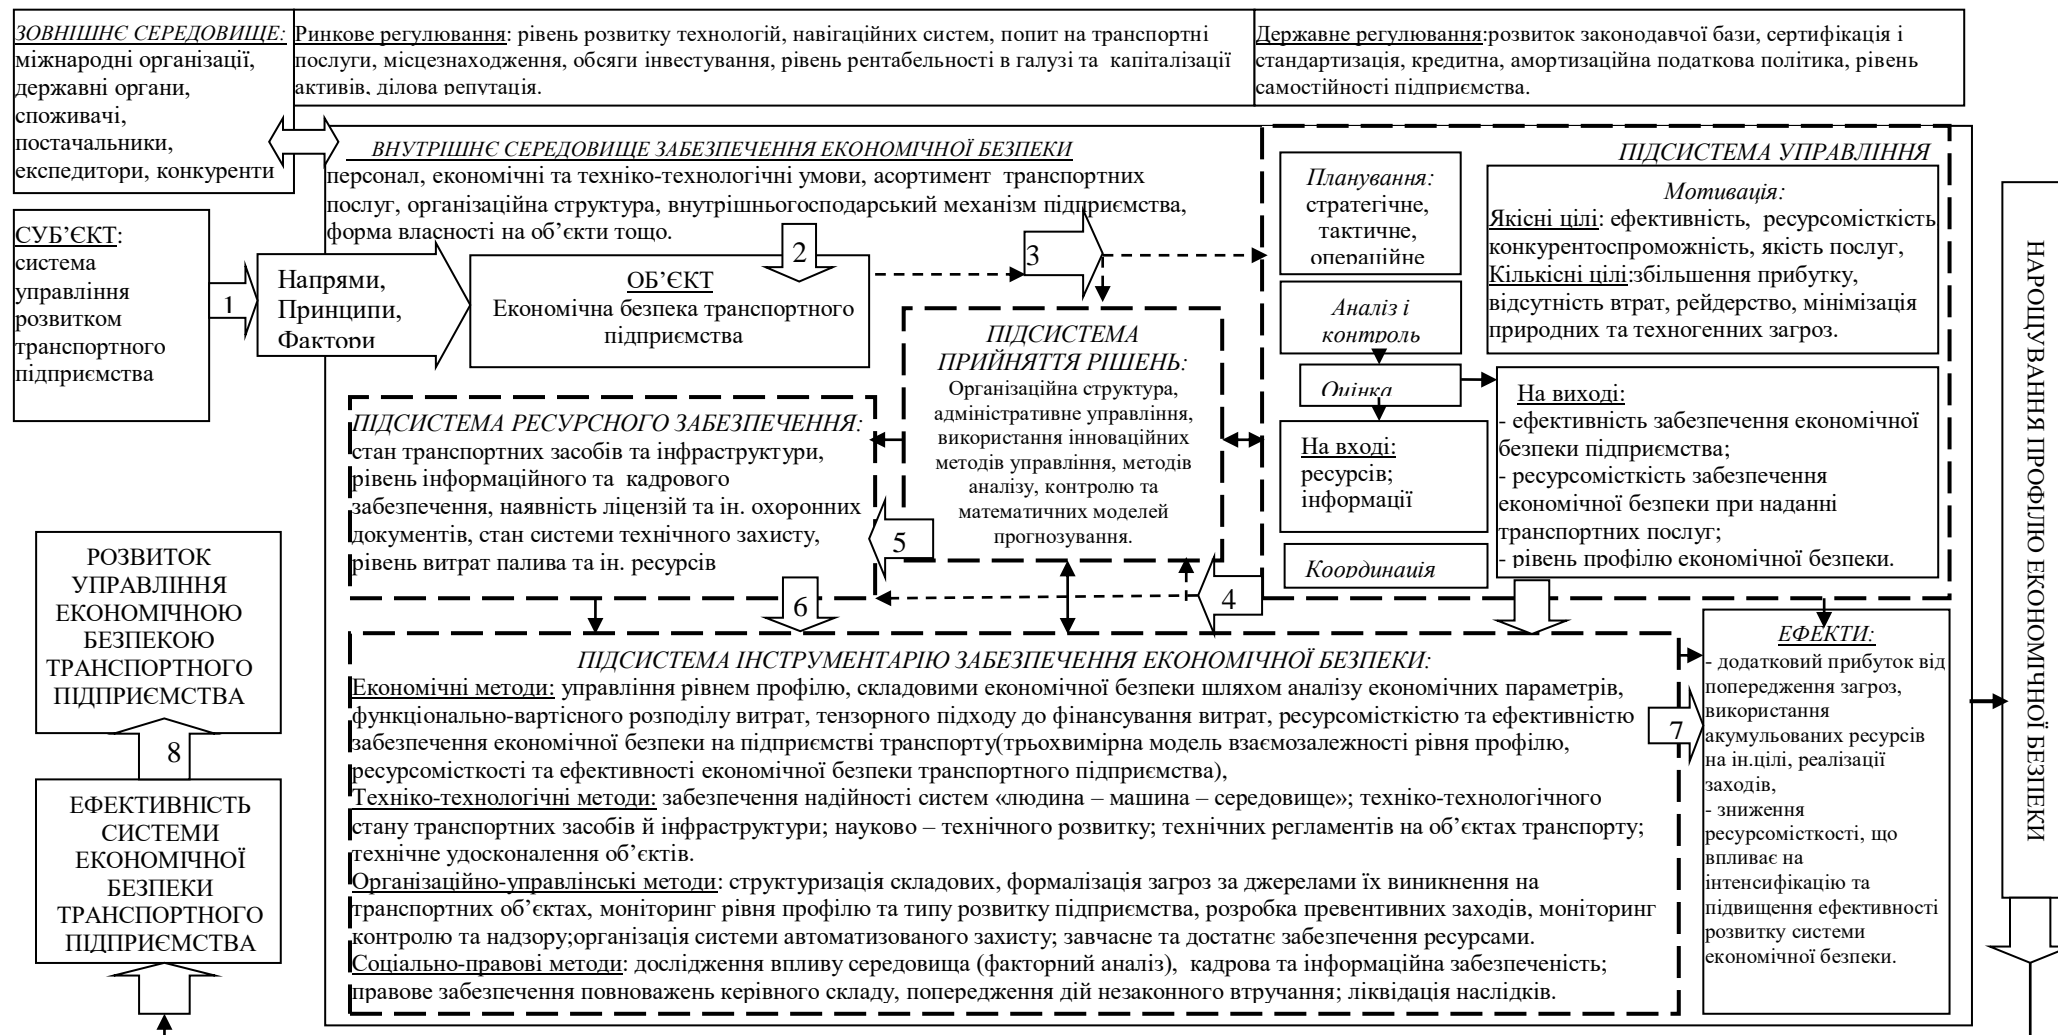 ЗОВНІШНЄ СЕРЕДОВИЩЕ:
міжнародні організації,
державні органи,
споживачі,
постачальники,
експедитори, конкуренти
Ринкове регулювання: рівень розвитку технологій, навігаційних систем, попит на транспортні
послуги, місцезнаходження, обсяги інвестування, рівень рентабельності в галузі та капіталізації
активів, ділова репутація.
Державне регулювання:розвиток законодавчої бази, сертифікація і
стандартизація, кредитна, амортизаційна податкова політика, рівень
самостійності підприємства.
ВНУТРІШНЄ СЕРЕДОВИЩЕ ЗАБЕЗПЕЧЕННЯ ЕКОНОМІЧНОЇ БЕЗПЕКИ
персонал, економічні та техніко-технологічні умови, асортимент транспортних
послуг, організаційна структура, внутрішньогосподарський механізм підприємства,
форма власності на об’єкти тощо.
СУБ’ЄКТ:
система
управління
розвитком
транспортного
підприємства
1
Напрями,
Принципи,
Фактори
2
ОБ’ЄКТ
Економічна безпека транспортного
підприємства
3
ПІДСИСТЕМА УПРАВЛІННЯ
Планування:
стратегічне,
тактичне,
операційне
Мотивація:
Якісні цілі: ефективність, ресурсомісткість
конкурентоспроможність, якість послуг,
Кількісні цілі:збільшення прибутку,
відсутність втрат, рейдерство, мінімізація
природних та техногенних загроз.
Аналіз і
контроль
Оцінка
На вході:
ресурсів;
інформації
Координація
На виході:
- ефективність забезпечення економічної
безпеки підприємства;
- ресурсомісткість забезпечення
економічної безпеки при наданні
транспортних послуг;
- рівень профілю економічної безпеки.
ПІДСИСТЕМА
ПРИЙНЯТТЯ РІШЕНЬ:
Організаційна структура,
адміністративне управління,
використання інноваційних
методів управління, методів
аналізу, контролю та
математичних моделей
прогнозування.
ПІДСИСТЕМА РЕСУРСНОГО ЗАБЕЗПЕЧЕННЯ:
стан транспортних засобів та інфраструктури,
рівень інформаційного та кадрового
забезпечення, наявність ліцензій та ін. охоронних
документів, стан системи технічного захисту,
рівень витрат палива та ін. ресурсів
5
4
6
ПІДСИСТЕМА ІНСТРУМЕНТАРІЮ ЗАБЕЗПЕЧЕННЯ ЕКОНОМІЧНОЇ БЕЗПЕКИ:
Економічні методи: управління рівнем профілю, складовими економічної безпеки шляхом аналізу економічних параметрів,
функціонально-вартісного розподілу витрат, тензорного підходу до фінансування витрат, ресурсомісткістю та ефективністю
забезпечення економічної безпеки на підприємстві транспорту(трьохвимірна модель взаємозалежності рівня профілю,
ресурсомісткості та ефективності економічної безпеки транспортного підприємства),
Техніко-технологічні методи: забезпечення надійності систем «людина – машина – середовище»; техніко-технологічного
стану транспортних засобів й інфраструктури; науково – технічного розвитку; технічних регламентів на об’єктах транспорту;
технічне удосконалення об’єктів.
Організаційно-управлінські методи: структуризація складових, формалізація загроз за джерелами їх виникнення на
транспортних об’єктах, моніторинг рівня профілю та типу розвитку підприємства, розробка превентивних заходів, моніторинг
контролю та надзору;організація системи автоматизованого захисту; завчасне та достатнє забезпечення ресурсами.
Соціально-правові методи: дослідження впливу середовища (факторний аналіз), кадрова та інформаційна забезпеченість;
правове забезпечення повноважень керівного складу, попередження дій незаконного втручання; ліквідація наслідків.
7
ЕФЕКТИ:
- додатковий прибуток від
попередження загроз,
використання
акумульованих ресурсів
на ін.цілі, реалізації
заходів,
- зниження
ресурсомісткості, що
впливає на
інтенсифікацію та
підвищення ефективності
розвитку системи
економічної безпеки.
НАРОЩУВАННЯ ПРОФІЛЮ ЕКОНОМІЧНОЇ БЕЗПЕКИ
РОЗВИТОК
УПРАВЛІННЯ
ЕКОНОМІЧНОЮ
БЕЗПЕКОЮ
ТРАНСПОРТНОГО
ПІДПРИЄМСТВА
8
ЕФЕКТИВНІСТЬ
СИСТЕМИ
ЕКОНОМІЧНОЇ
БЕЗПЕКИ
ТРАНСПОРТНОГО
ПІДПРИЄМСТВА